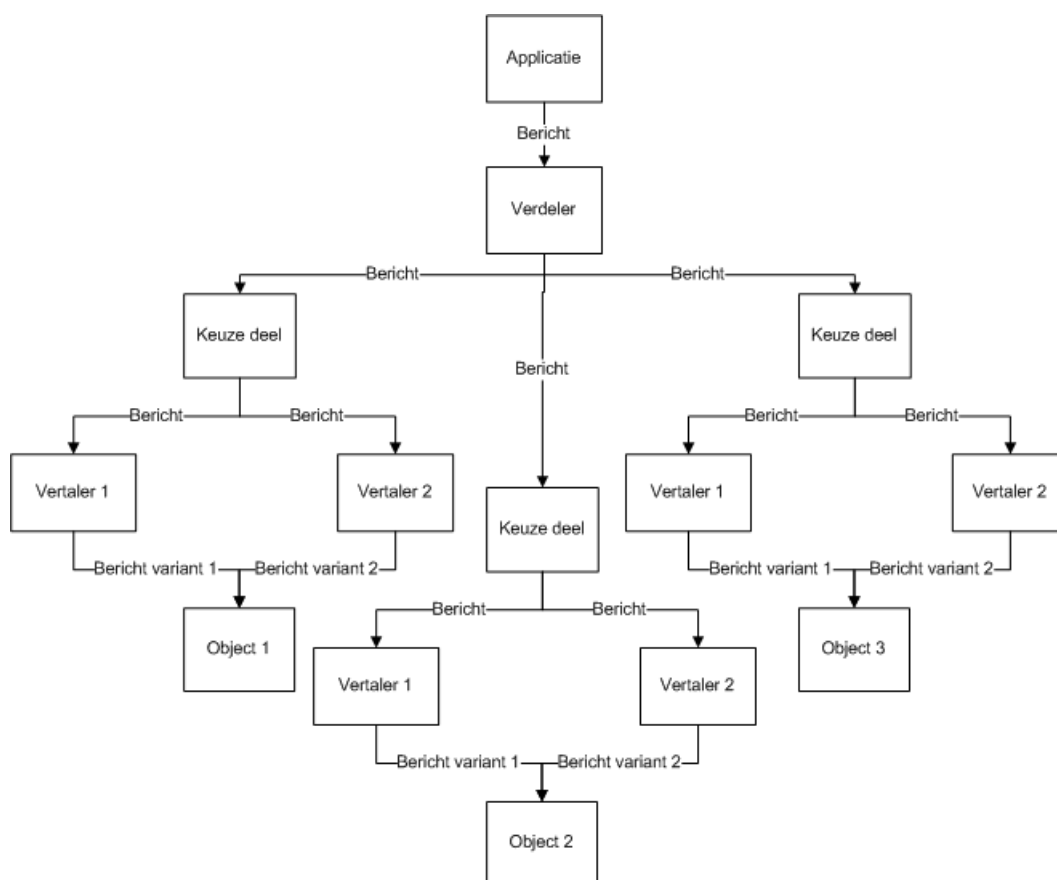 Applicatie
Bericht
Verdeler
Bericht
Bericht
Keuze deel
Keuze deel
Bericht
Bericht
Bericht
Bericht
Bericht
Vertaler 1
Vertaler 2
Vertaler 1
Vertaler 2
Keuze deel
Bericht variant 1
Bericht variant 2
Bericht variant 1
Bericht variant 2
Bericht
Bericht
Object 1
Object 3
Vertaler 1
Vertaler 2
Bericht variant 1
Bericht variant 2
Object 2